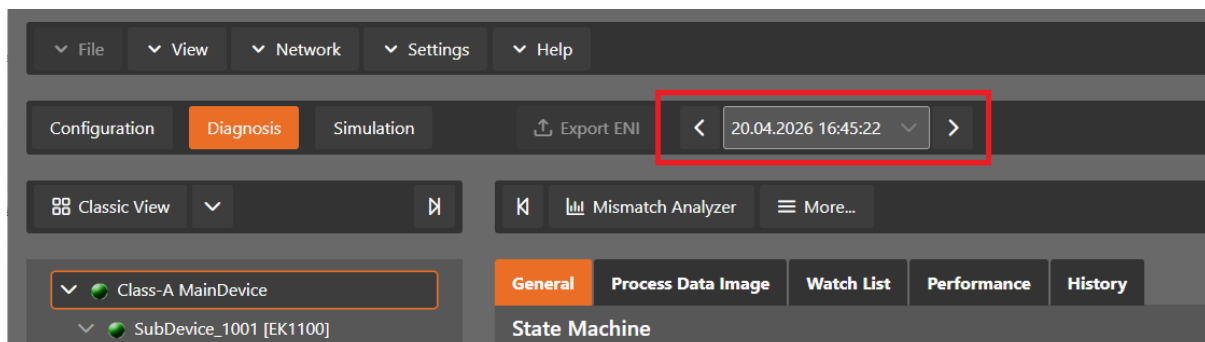 File View Network Settings Help
Configuration Diagnosis Simulation Export ENI 20.04.2026 16:45:22
Classic View Mismatch Analyzer More...
Class-A MainDevice
SubDevice_1001 [EK1100]
General Process Data Image Watch List Performance History
State Machine